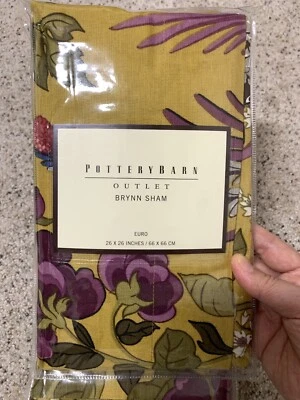 POTTERYBARN
OUTLET
BRYNN SHAM
EURO
26 X 26 INCHES / 66 X 66 CM